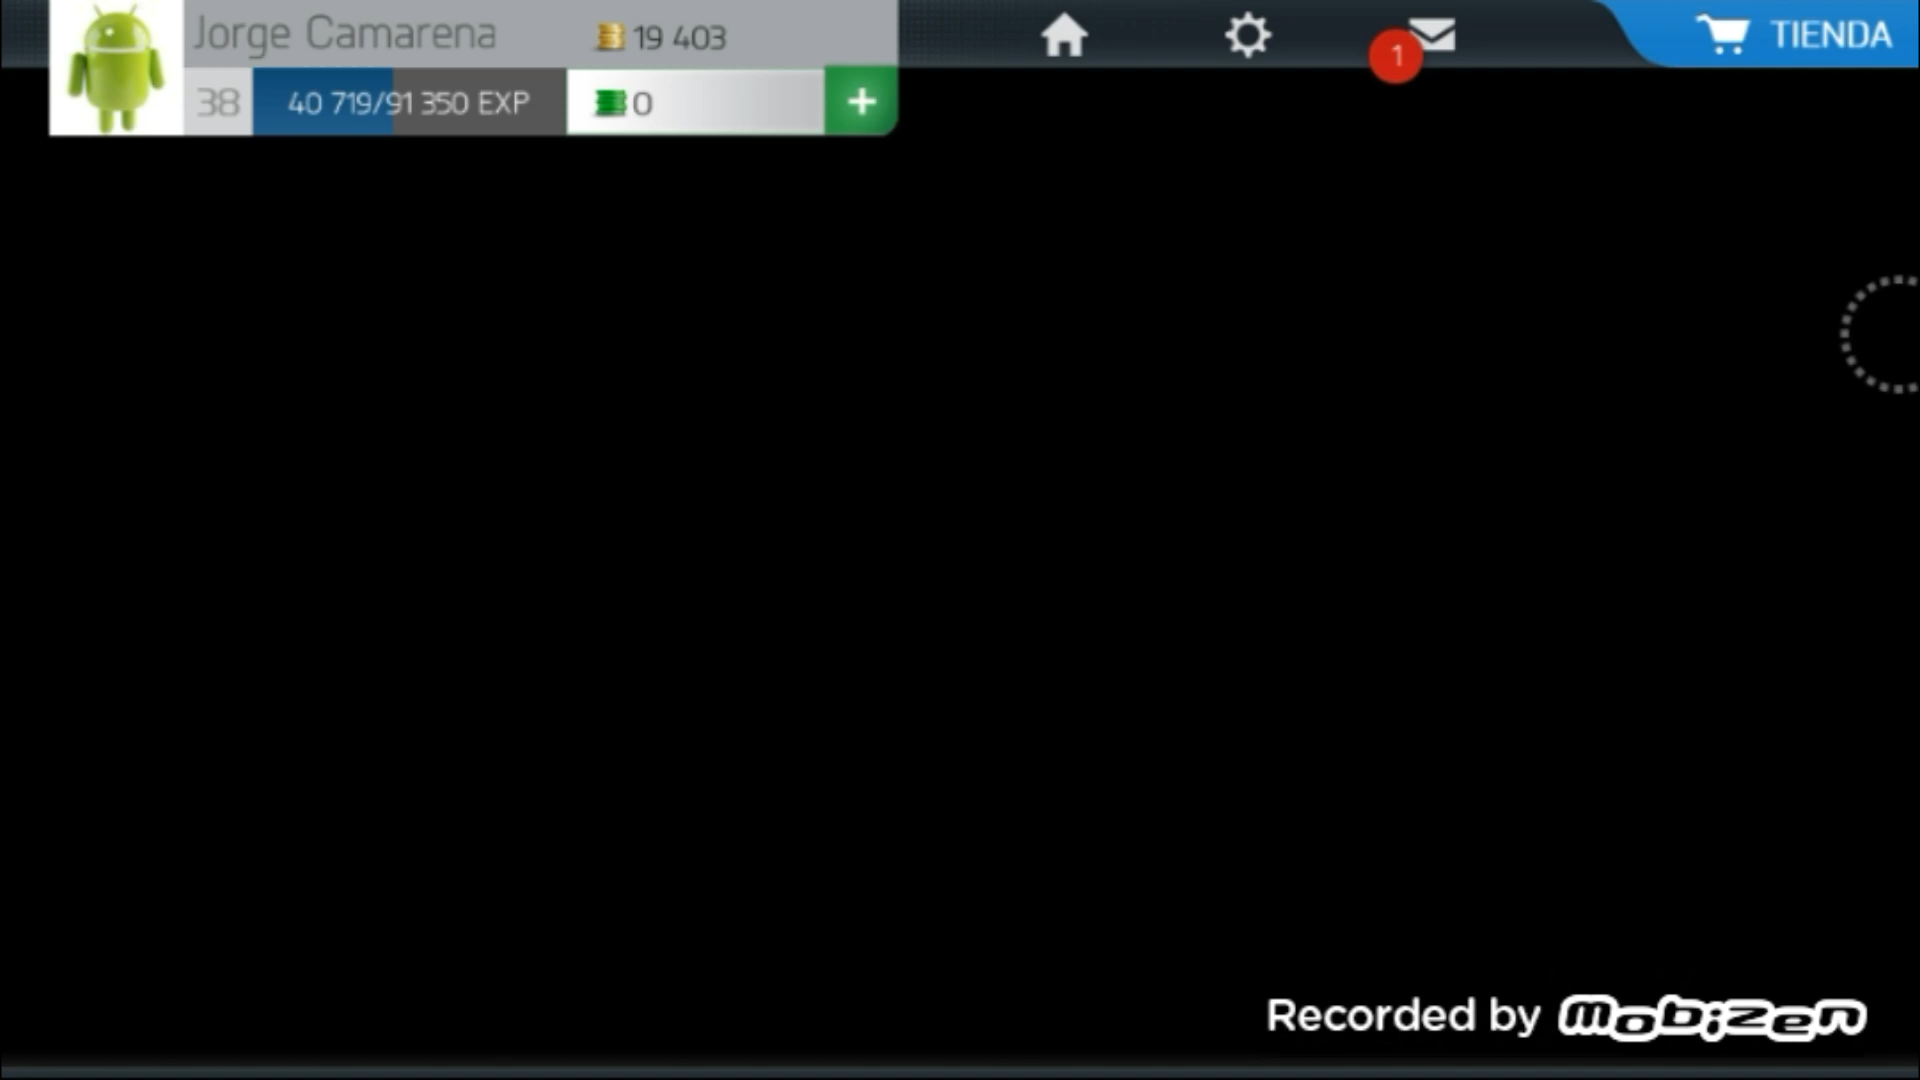 Jorge Camarena
19 403
38
40 719/91 350 EXP
0
+
1
TIENDA
Recorded by mobizen